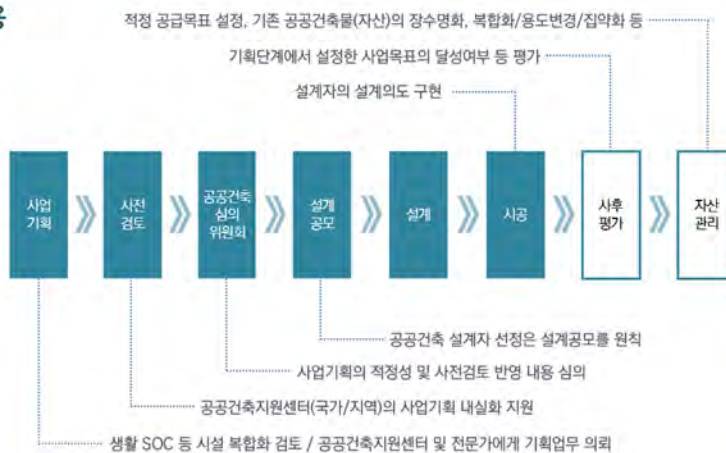 적정 공급목표 설정, 기존 공공건축물(자산)의 장수명화, 복합화/용도변경/집약화 등
기획단계에서 설정한 사업목표의 달성여부 등 평가
설계자의 설계의도 구현
사업
기획
사전
검토
공공건축
심의
위원회
설계
공모
설계
시공
사후
평가
자산
관리
공공건축 설계자 선정은 설계공모를 원칙
사업기획의 적정성 및 사전검토 반영 내용 심의
공공건축지원센터(국가/지역)의 사업기획 내실화 지원
생활 SOC 등 시설 복합화 검토 / 공공건축지원센터 및 전문가에게 기획업무 의뢰